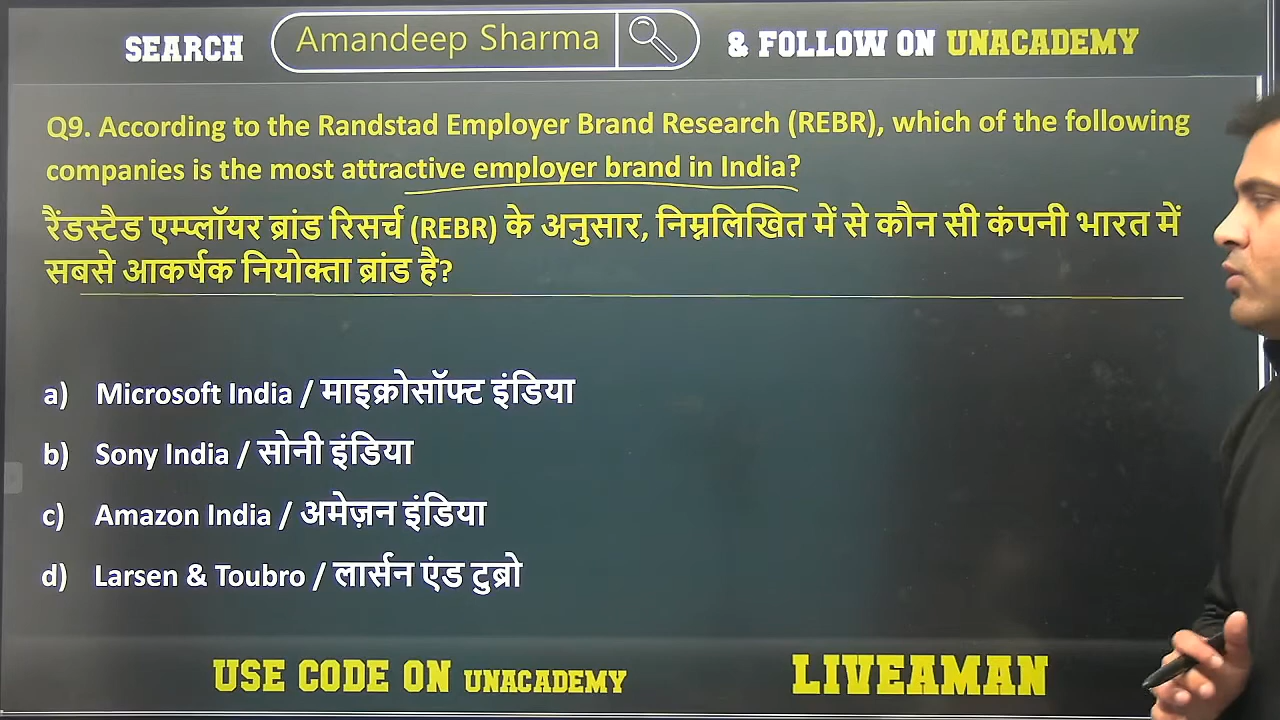 SEARCH Amandeep Sharma & FOLLOW ON UNACADEMY
Q9. According to the Randstad Employer Brand Research (REBR), which of the following
companies is the most attractive employer brand in India?
रैंडस्टैड एम्प्लॉयर ब्रांड रिसर्च (REBR) के अनुसार, निम्नलिखित में से कौन सी कंपनी भारत में
सबसे आकर्षक नियोक्ता ब्रांड है?
a) Microsoft India / माइक्रोसॉफ्ट इंडिया
b) Sony India / सोनी इंडिया
c) Amazon India / अमेज़न इंडिया
d) Larsen & Toubro / लार्सन एंड टुब्रो
USE CODE ON UNACADEMY LIVEAMAN